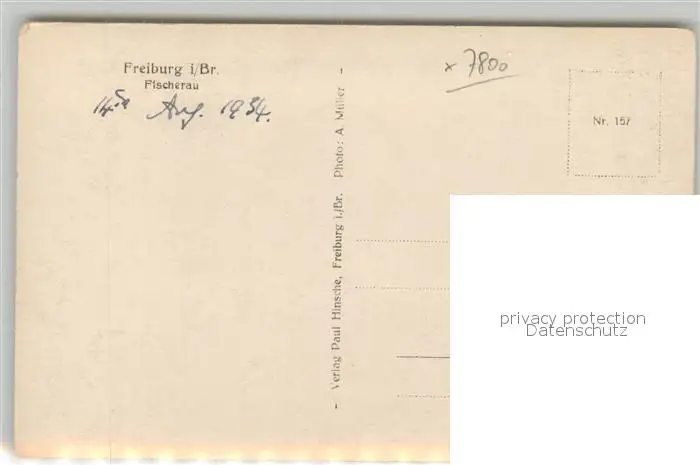 Freiburg i/Br.
Fischerau
14. Aug. 1934.
x 7800
Nr. 157
- Verlag Paul Hinsche, Freiburg i./Br. Photo: A Müller -
privacy protection
Datenschutz